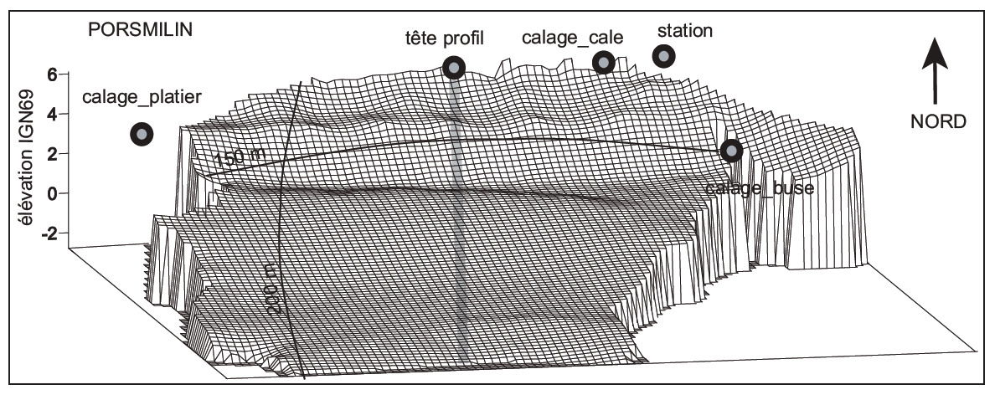 PORSMILIN
tête profil
calage_cale
station
calage_platier
NORD
élévation IGN69
6
4
2
0
-2
150 m
calage_buse
200 m